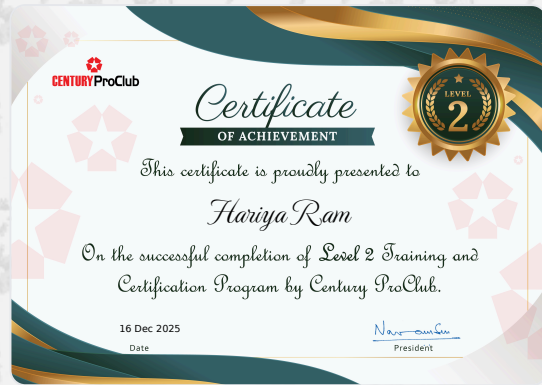 CENTURY ProClub
Certificate
OF ACHIEVEMENT
LEVEL
2
This certificate is proudly presented to
Hariya Ram
On the successful completion of Level 2 Training and
Certification Program by Century ProClub.
16 Dec 2025
Date
President